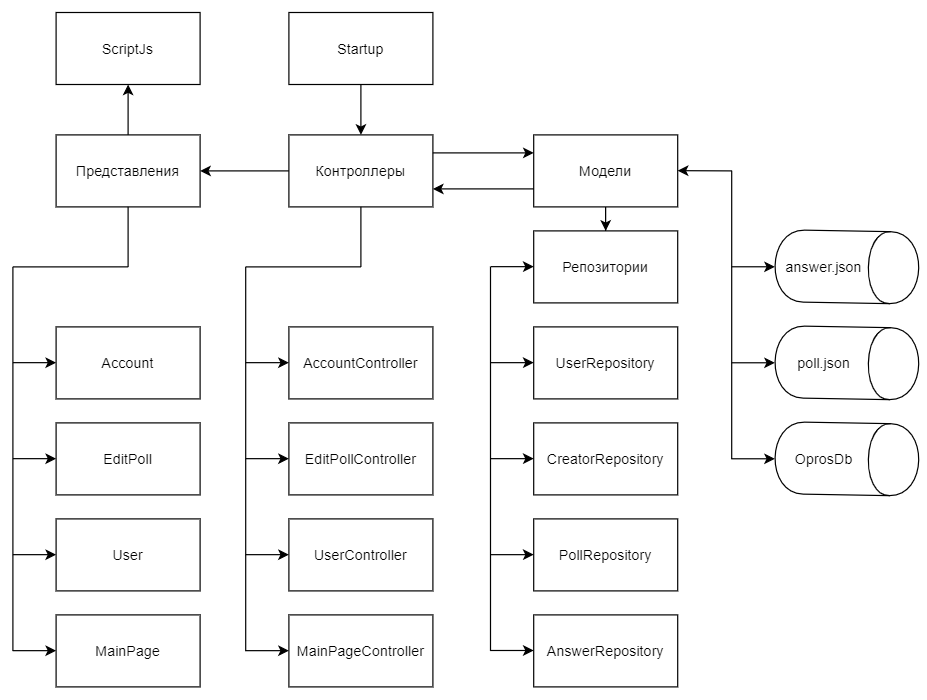 ScriptJs
Startup
Представления
Контроллеры
Модели
Репозитории
answer.json
Account
AccountController
UserRepository
poll.json
EditPoll
EditPollController
CreatorRepository
OprosDb
User
UserController
PollRepository
MainPage
MainPageController
AnswerRepository